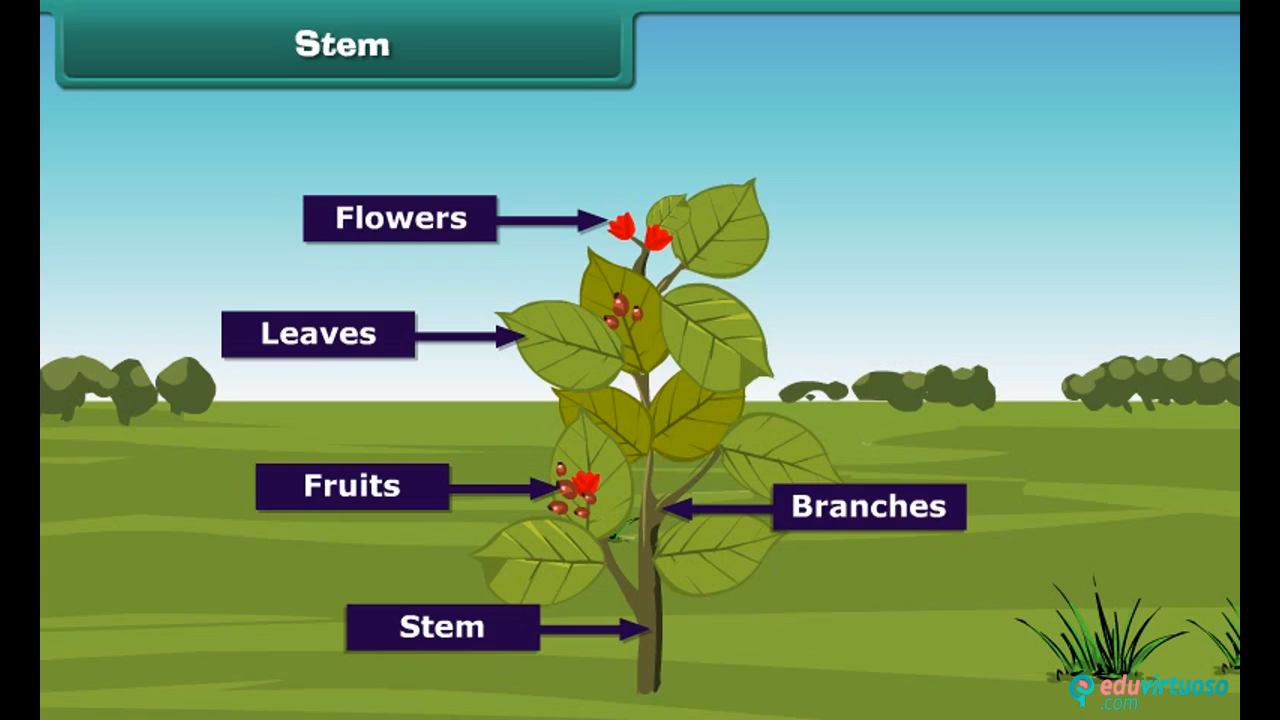 Stem
Flowers
Leaves
Fruits
Branches
Stem
eduvirtuoso
.com